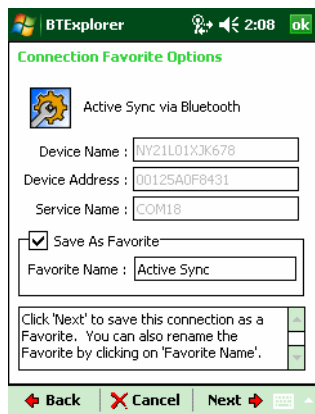 BTExplorer 2:08 ok
Connection Favorite Options
Active Sync via Bluetooth
Device Name : NY21L01XJK678
Device Address : 00125A0F8431
Service Name : COM18
Save As Favorite
Favorite Name : Active Sync
Click 'Next' to save this connection as a
Favorite. You can also rename the
Favorite by clicking on 'Favorite Name'.
Back Cancel Next